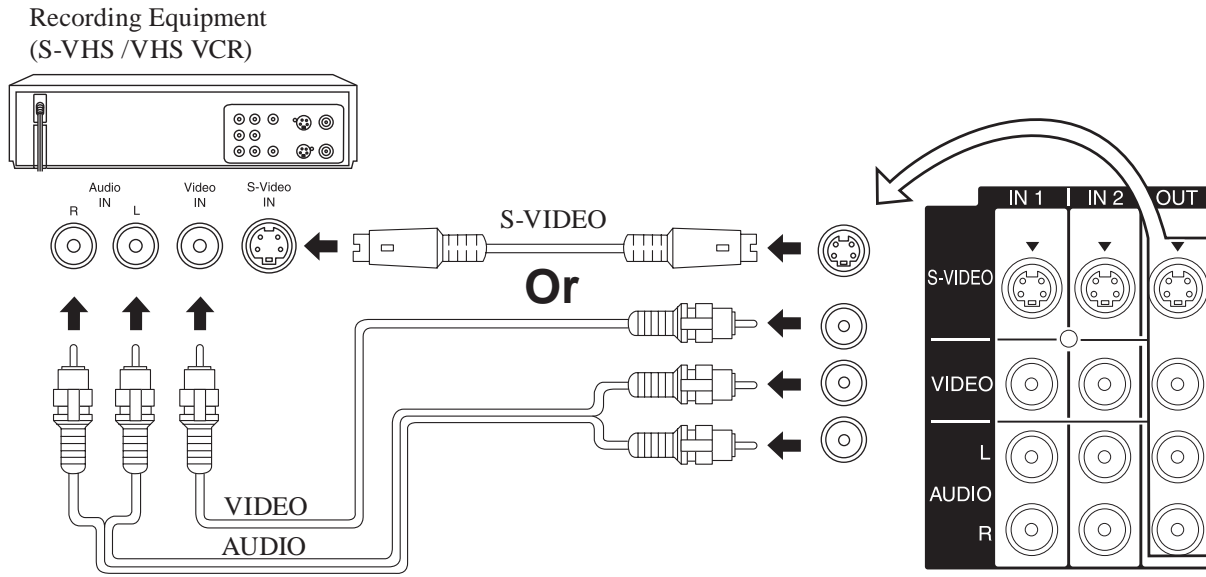 Recording Equipment
(S-VHS /VHS VCR)
Audio
IN
R
L
Video
IN
S-Video
IN
S-VIDEO
Or
VIDEO
AUDIO
IN 1
IN 2
OUT
S-VIDEO
VIDEO
L
AUDIO
R